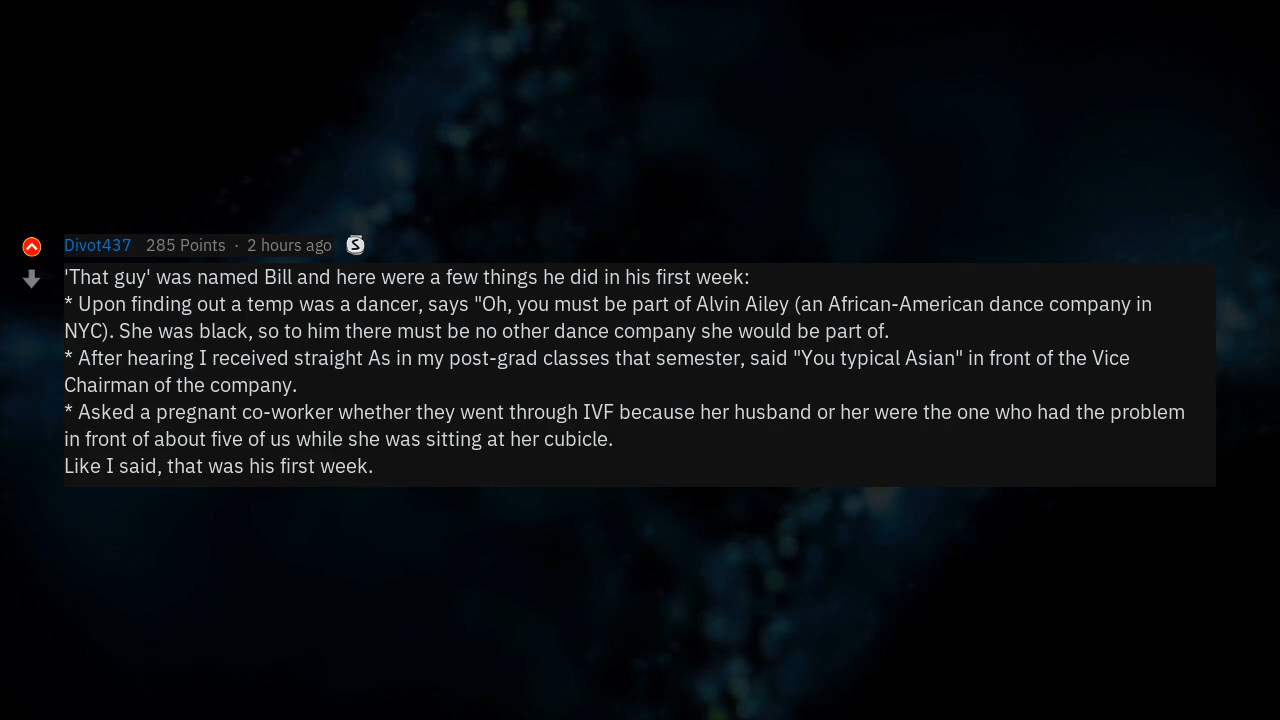 Divot437 285 Points · 2 hours ago S
'That guy' was named Bill and here were a few things he did in his first week:
* Upon finding out a temp was a dancer, says "Oh, you must be part of Alvin Ailey (an African-American dance company in
NYC). She was black, so to him there must be no other dance company she would be part of.
* After hearing I received straight As in my post-grad classes that semester, said "You typical Asian" in front of the Vice
Chairman of the company.
* Asked a pregnant co-worker whether they went through IVF because her husband or her were the one who had the problem
in front of about five of us while she was sitting at her cubicle.
Like I said, that was his first week.